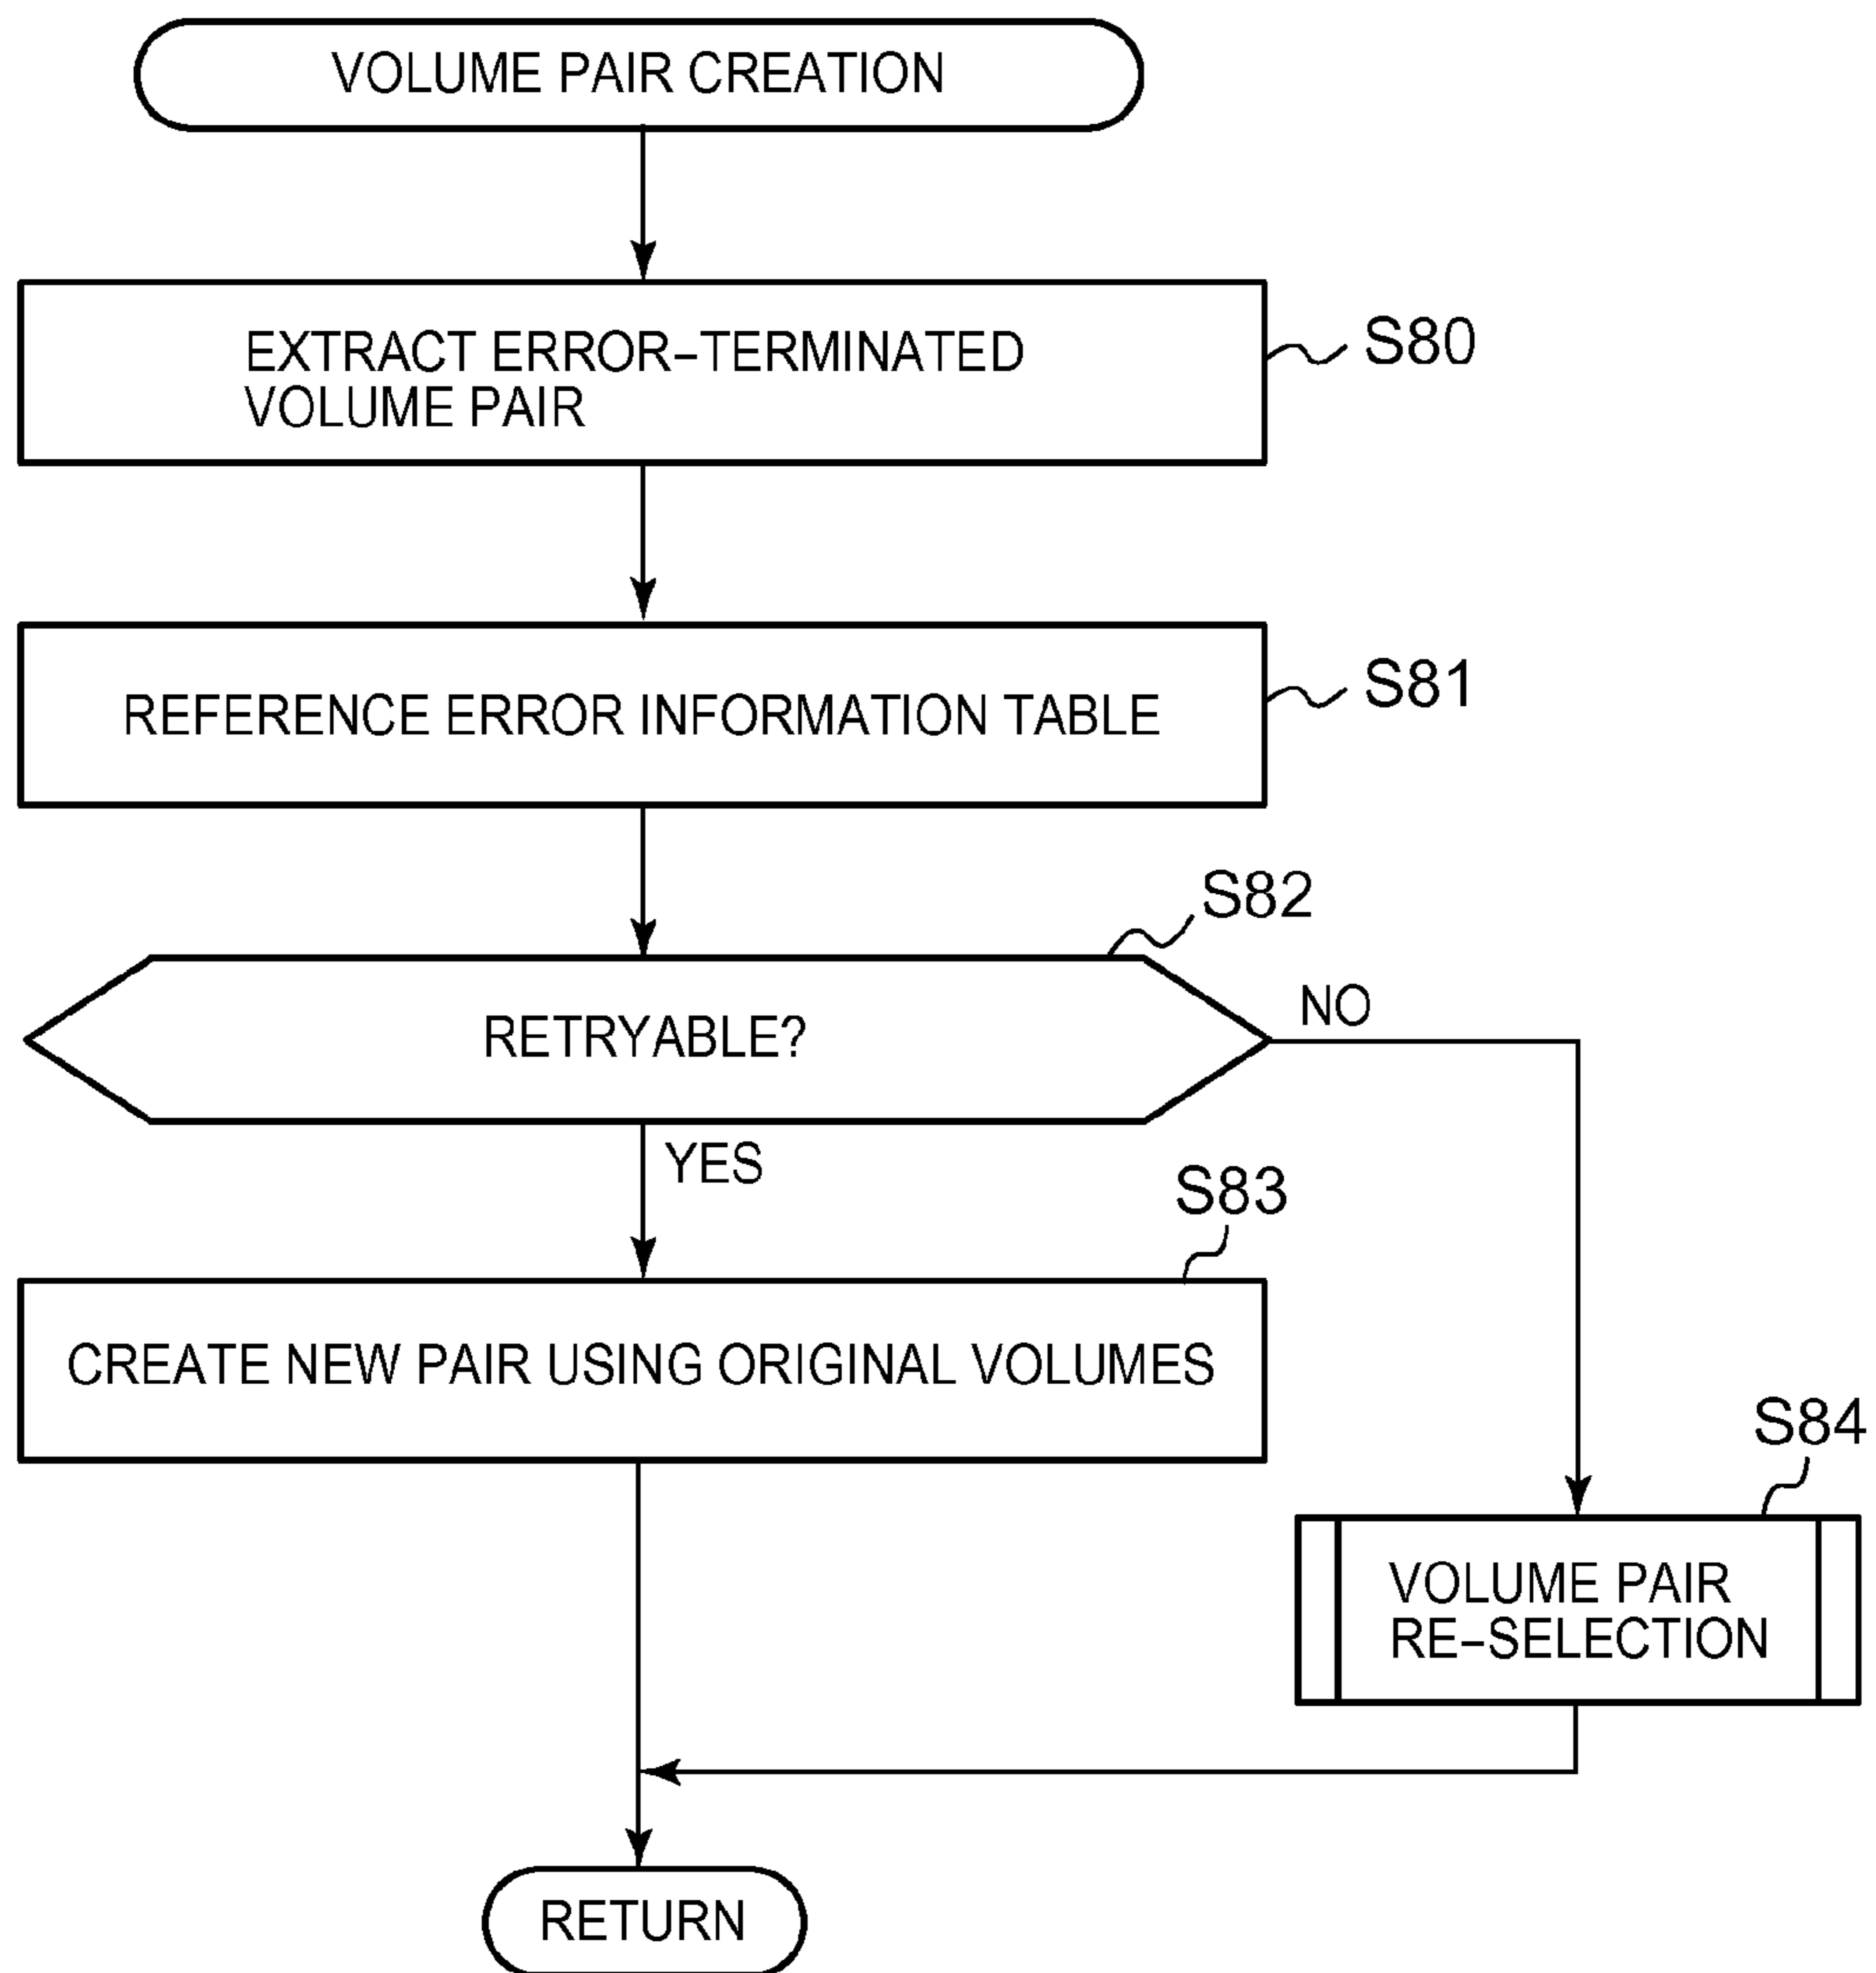 VOLUME PAIR CREATION
EXTRACT ERROR–TERMINATED
VOLUME PAIR
S80
REFERENCE ERROR INFORMATION TABLE
S81
S82
RETRYABLE?
NO
YES
S83
CREATE NEW PAIR USING ORIGINAL VOLUMES
S84
VOLUME PAIR
RE–SELECTION
RETURN